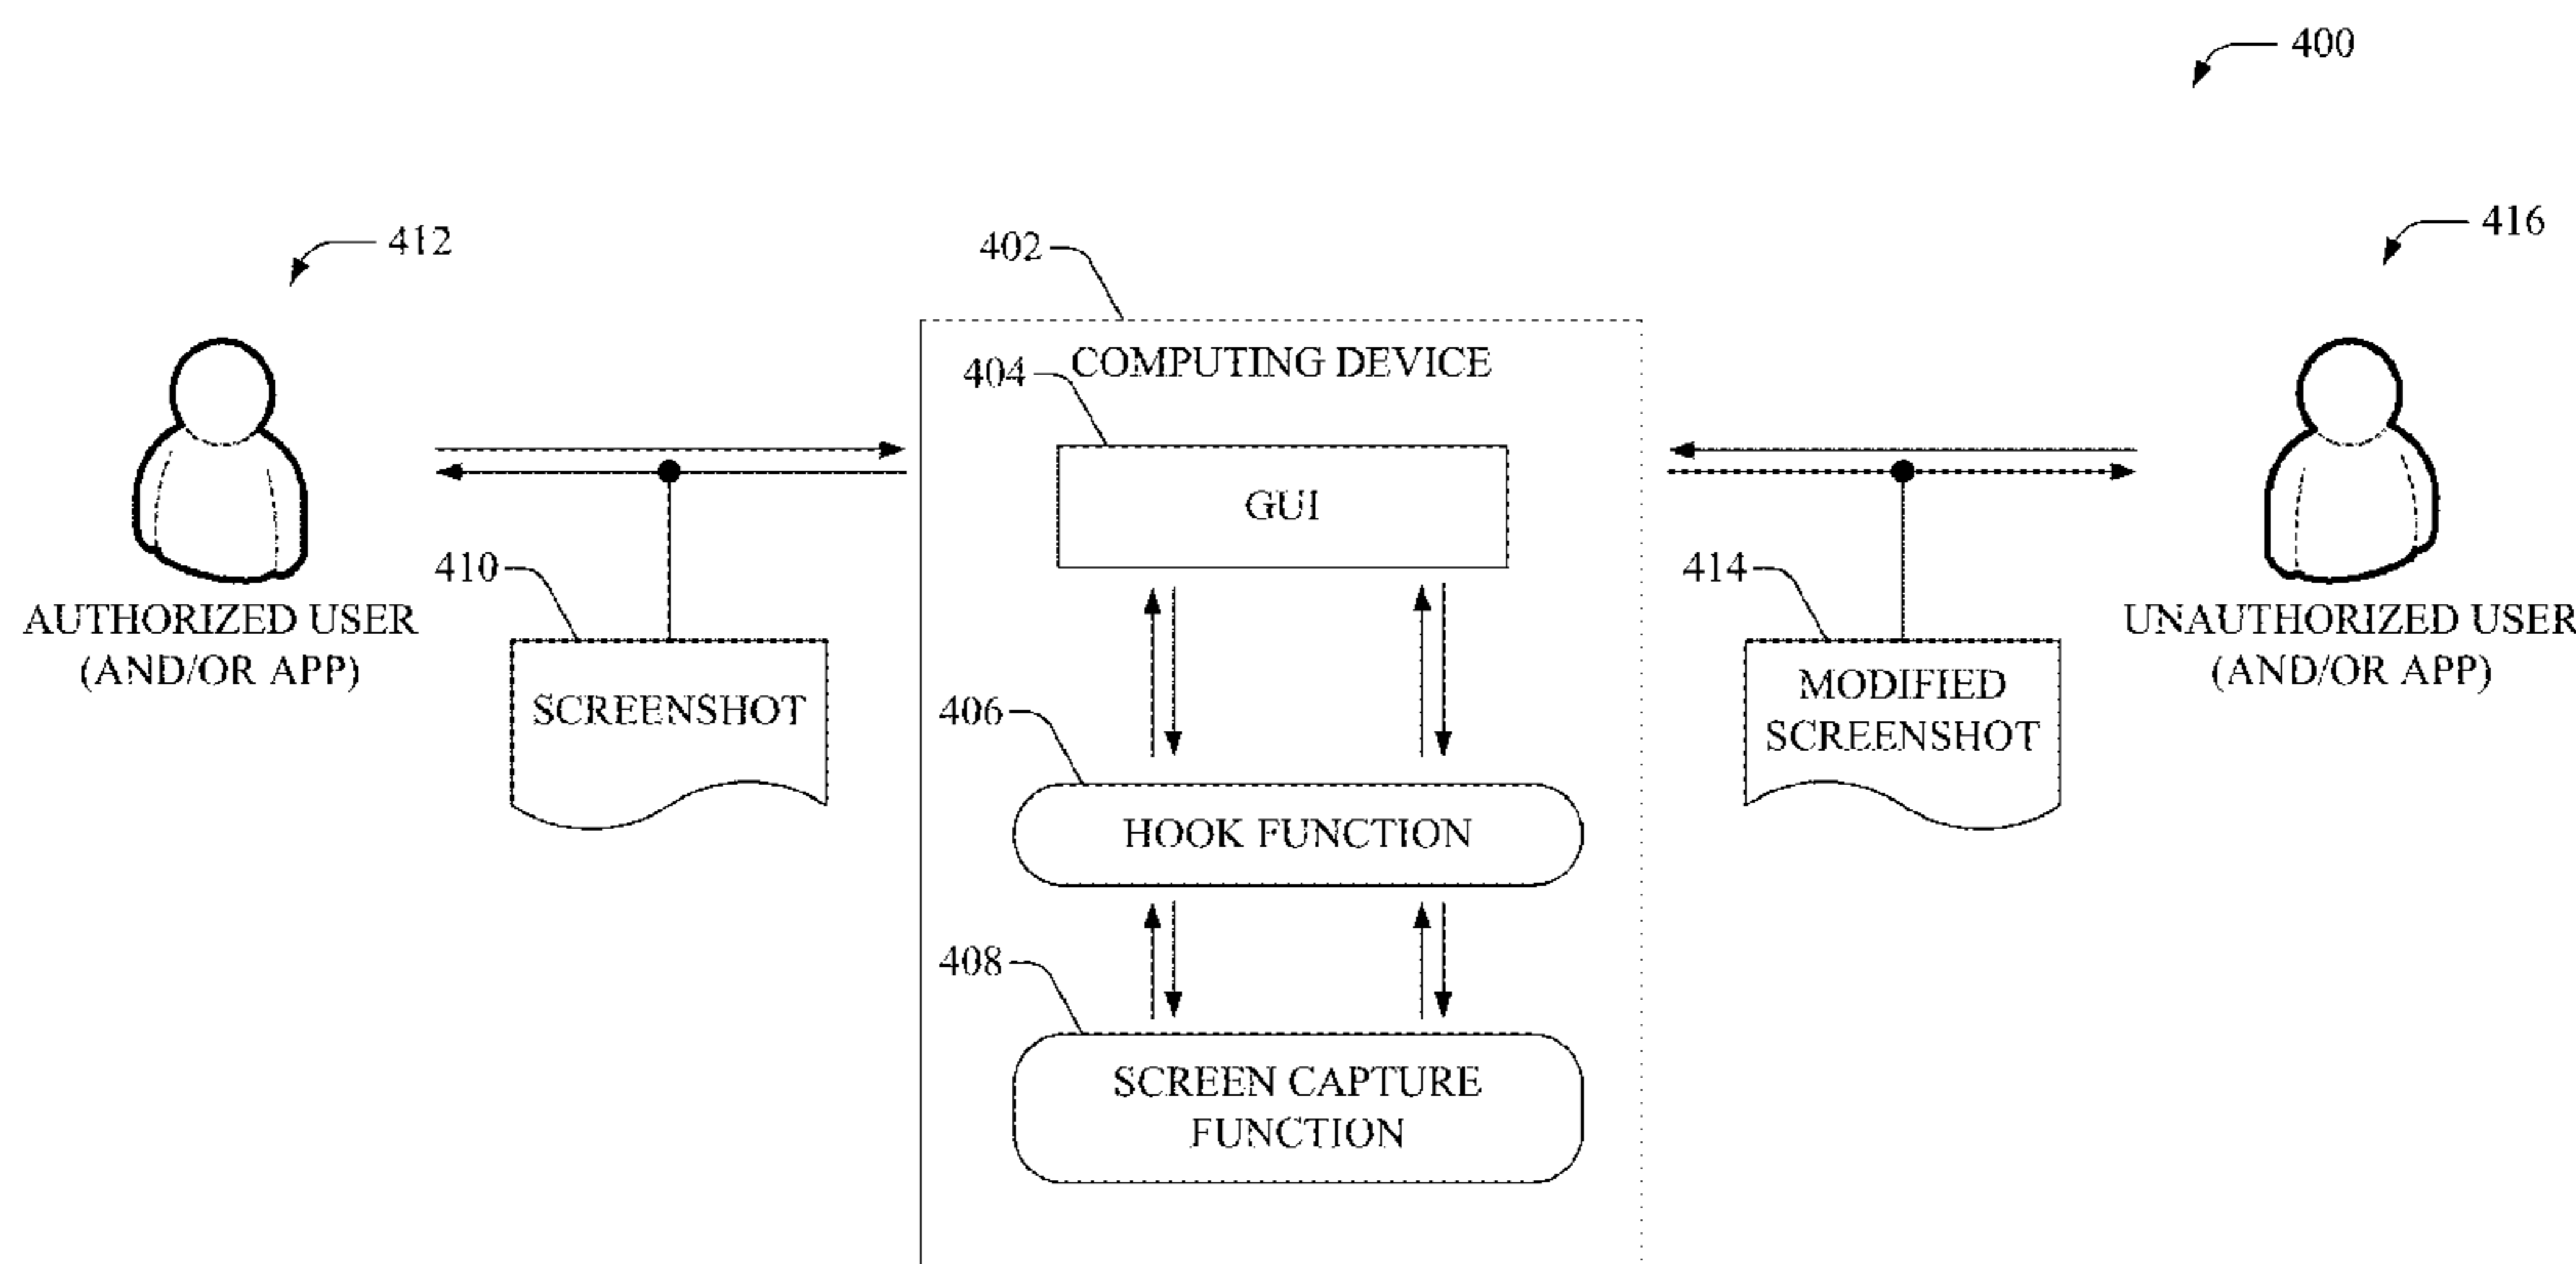 400
412
416
402
COMPUTING DEVICE
404
GUI
410
414
AUTHORIZED USER
(AND/OR APP)
SCREENSHOT
UNAUTHORIZED USER
(AND/OR APP)
MODIFIED
SCREENSHOT
406
HOOK FUNCTION
408
SCREEN CAPTURE
FUNCTION